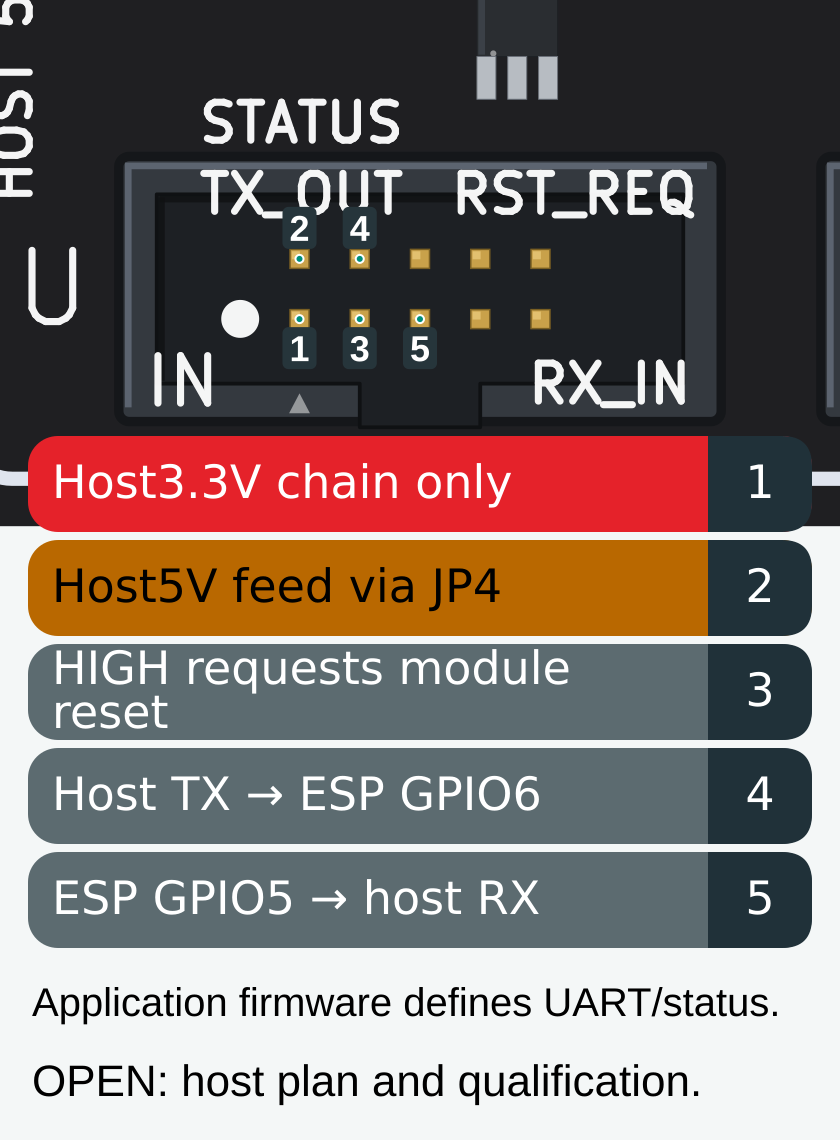 HOST 5
STATUS
TX_OUT RST_REQ
2 4
U
1 3 5
IN
RX_IN
Host3.3V chain only 1
Host5V feed via JP4 2
HIGH requests module
reset 3
Host TX → ESP GPIO6 4
ESP GPIO5 → host RX 5
Application firmware defines UART/status.
OPEN: host plan and qualification.